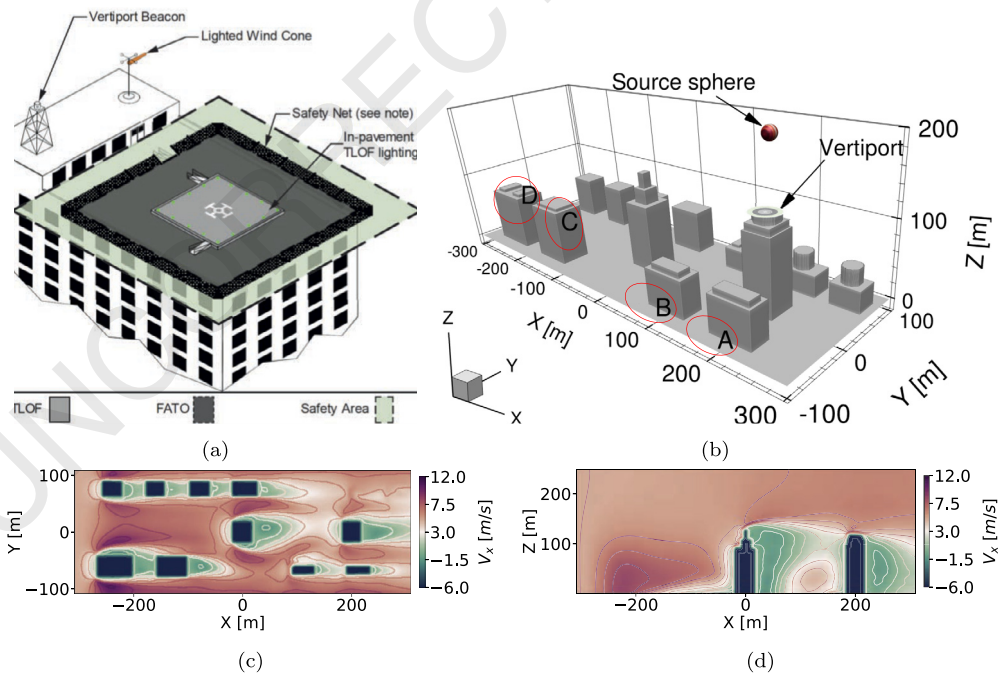 Vertiport Beacon
Lighted Wind Cone
Safety Net (see note)
In-pavement
TLOF lighting
TLOF
FATO
Safety Area
(a)
Source sphere
Vertiport
200
100
0
Z [m]
D
C
B
A
-300
-200
-100
0
100
200
300
X [m]
-100
0
100
Y [m]
Z
Y
X
(b)
100
0
−100
Y [m]
−200
0
200
X [m]
12.0
7.5
3.0
−1.5
−6.0
Vx [m/s]
(c)
200
100
Z [m]
−200
0
200
X [m]
12.0
7.5
3.0
−1.5
−6.0
Vx [m/s]
(d)